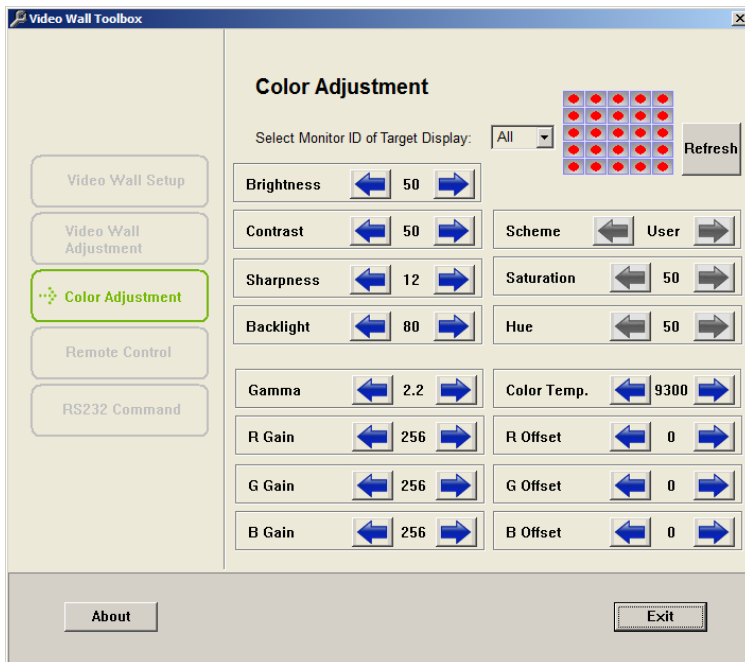 Video Wall Toolbox
Color Adjustment
Select Monitor ID of Target Display: All
Refresh
Video Wall Setup
Video Wall
Adjustment
Color Adjustment
Remote Control
RS232 Command
Brightness 50
Contrast 50
Scheme User
Sharpness 12
Saturation 50
Backlight 80
Hue 50
Gamma 2.2
Color Temp. 9300
R Gain 256
R Offset 0
G Gain 256
G Offset 0
B Gain 256
B Offset 0
About
Exit